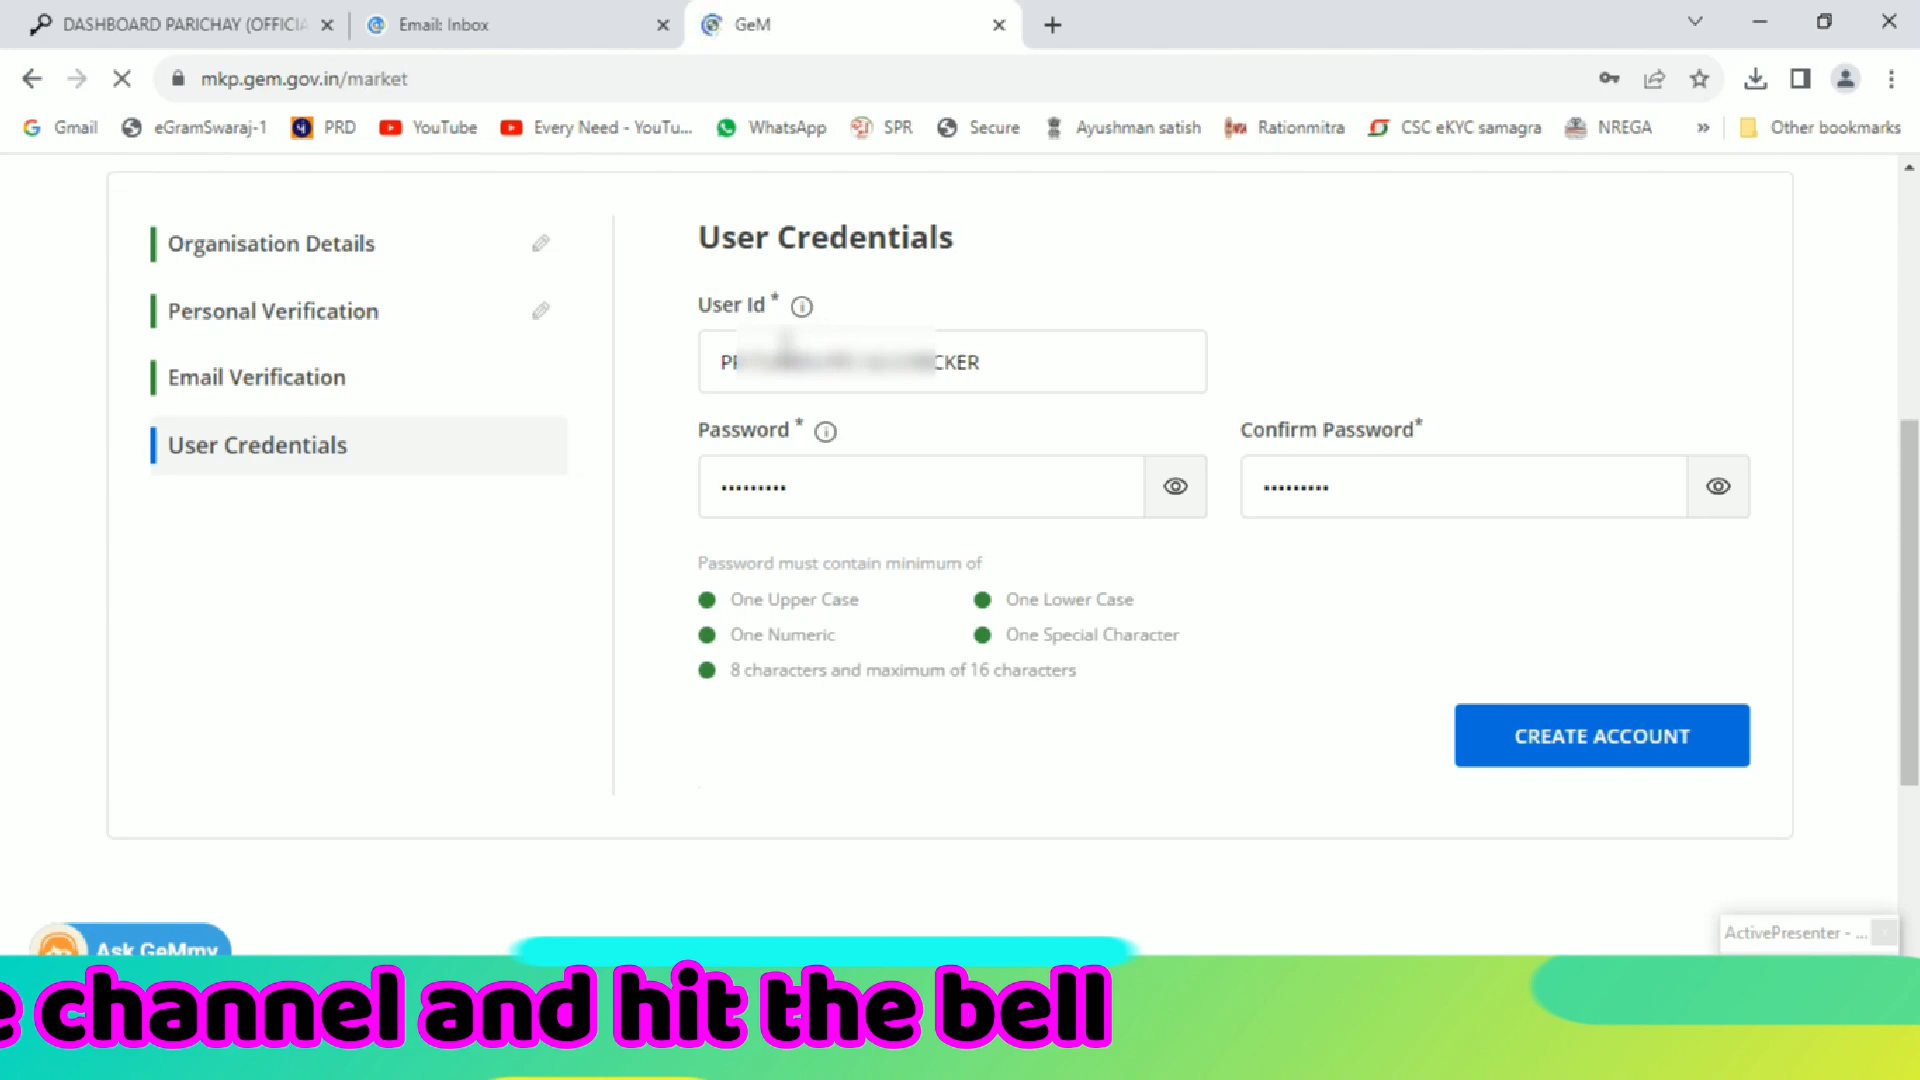 DASHBOARD PARICHAY (OFFICIA
Email: Inbox
GeM
mkp.gem.gov.in/market
Gmail
eGramSwaraj-1
PRD
YouTube
Every Need - YouTu...
WhatsApp
SPR
Secure
Ayushman satish
Rationmitra
CSC eKYC samagra
NREGA
»
Other bookmarks
Organisation Details
Personal Verification
Email Verification
User Credentials
User Credentials
User Id *
CKER
Password *
Confirm Password*
•••••••••
•••••••••
Password must contain minimum of
One Upper Case
One Lower Case
One Numeric
One Special Character
8 characters and maximum of 16 characters
CREATE ACCOUNT
Ask GeMmy
ActivePresenter - ...
e channel and hit the bell